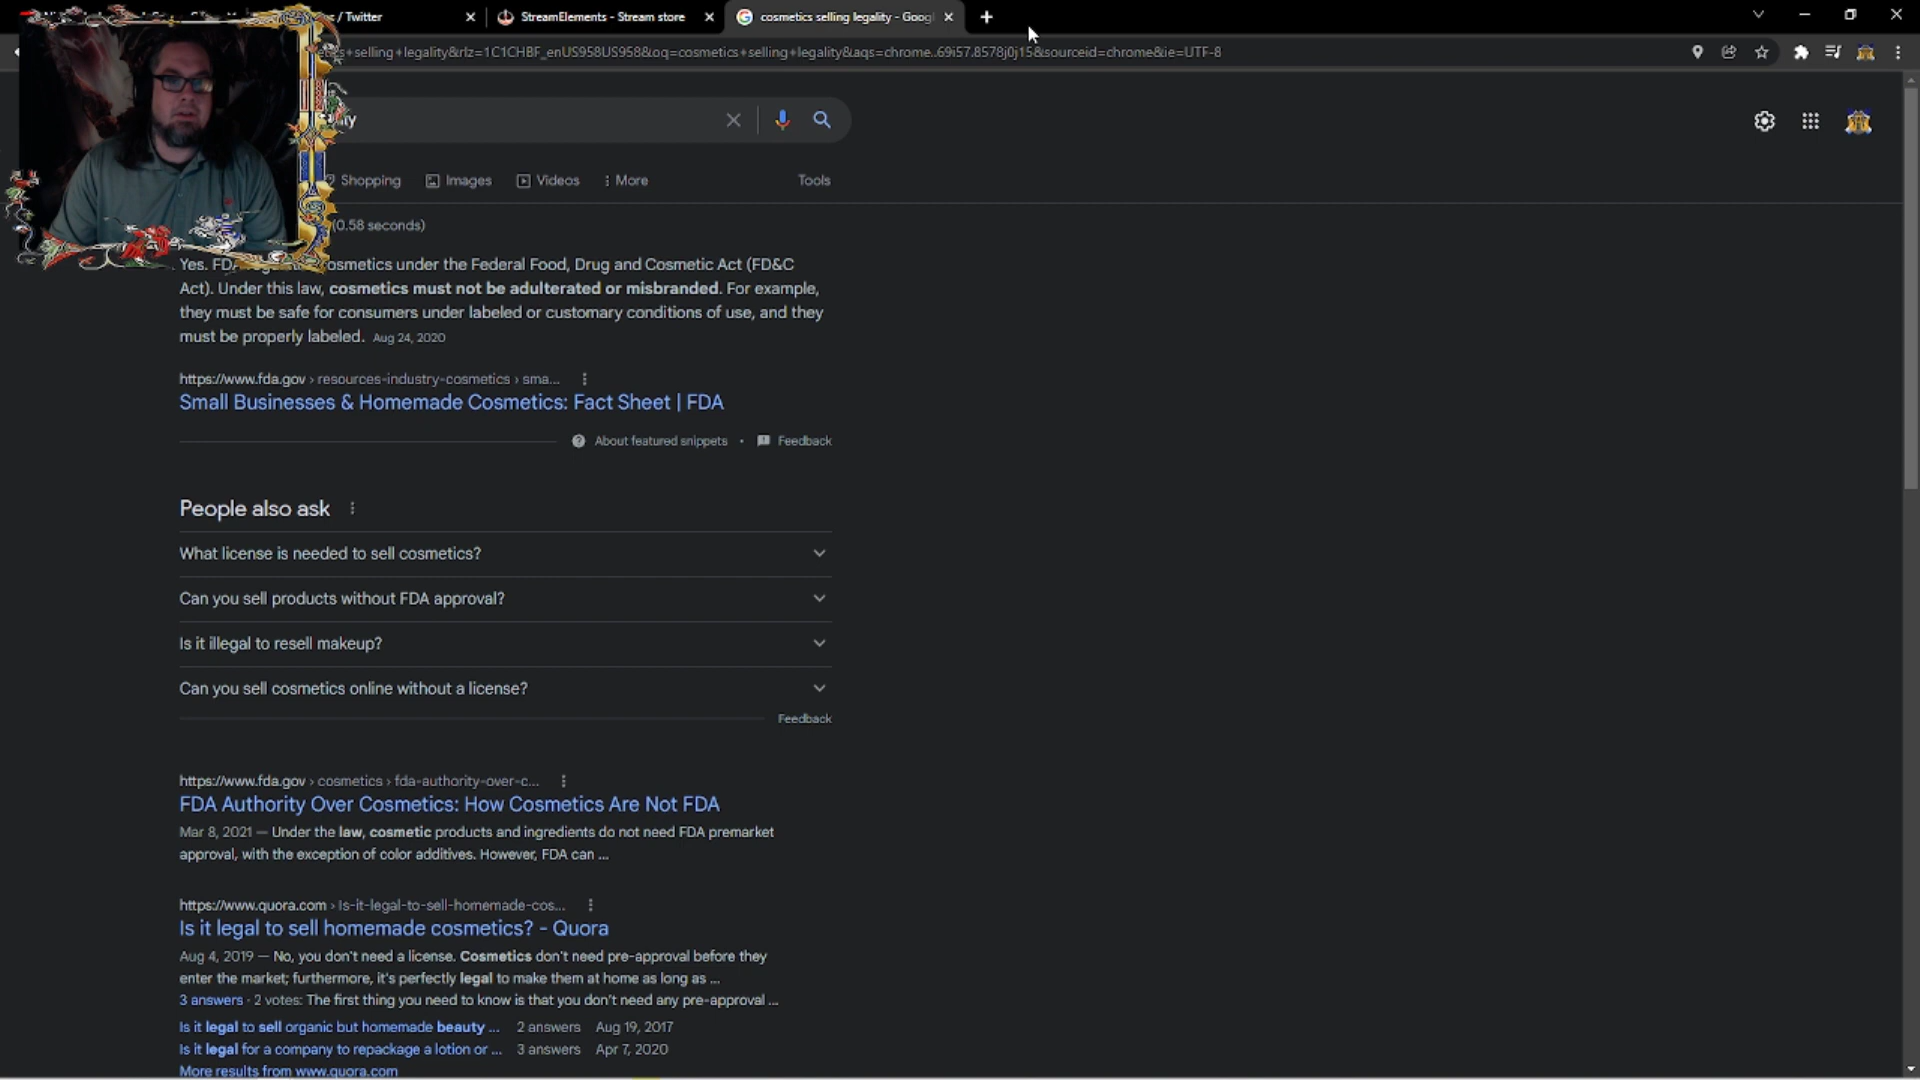 / Twitter
StreamElements - Stream store
cosmetics selling legality - Goog
+selling+legality&rlz=1C1CHBF_enUS958US958&oq=cosmetics+selling+legality&aqs=chrome..69i57.8578j0j15&sourceid=chrome&ie=UTF-8
Shopping
Images
Videos
More
Tools
(0.58 seconds)
Yes. FDA cosmetics under the Federal Food, Drug and Cosmetic Act (FD&C
Act). Under this law, cosmetics must not be adulterated or misbranded. For example,
they must be safe for consumers under labeled or customary conditions of use, and they
must be properly labeled. Aug 24, 2020
https://www.fda.gov › resources-industry-cosmetics › sma...
Small Businesses & Homemade Cosmetics: Fact Sheet | FDA
About featured snippets • Feedback
People also ask
What license is needed to sell cosmetics?
Can you sell products without FDA approval?
Is it illegal to resell makeup?
Can you sell cosmetics online without a license?
Feedback
https://www.fda.gov › cosmetics › fda-authority-over-c...
FDA Authority Over Cosmetics: How Cosmetics Are Not FDA
Mar 8, 2021 — Under the law, cosmetic products and ingredients do not need FDA premarket
approval, with the exception of color additives. However, FDA can ...
https://www.quora.com › Is-it-legal-to-sell-homemade-cos...
Is it legal to sell homemade cosmetics? - Quora
Aug 4, 2019 — No, you don't need a license. Cosmetics don't need pre-approval before they
enter the market; furthermore, it's perfectly legal to make them at home as long as ...
3 answers · 2 votes: The first thing you need to know is that you don't need any pre-approval ...
Is it legal to sell organic but homemade beauty ... 2 answers Aug 19, 2017
Is it legal for a company to repackage a lotion or ... 3 answers Apr 7, 2020
More results from www.quora.com